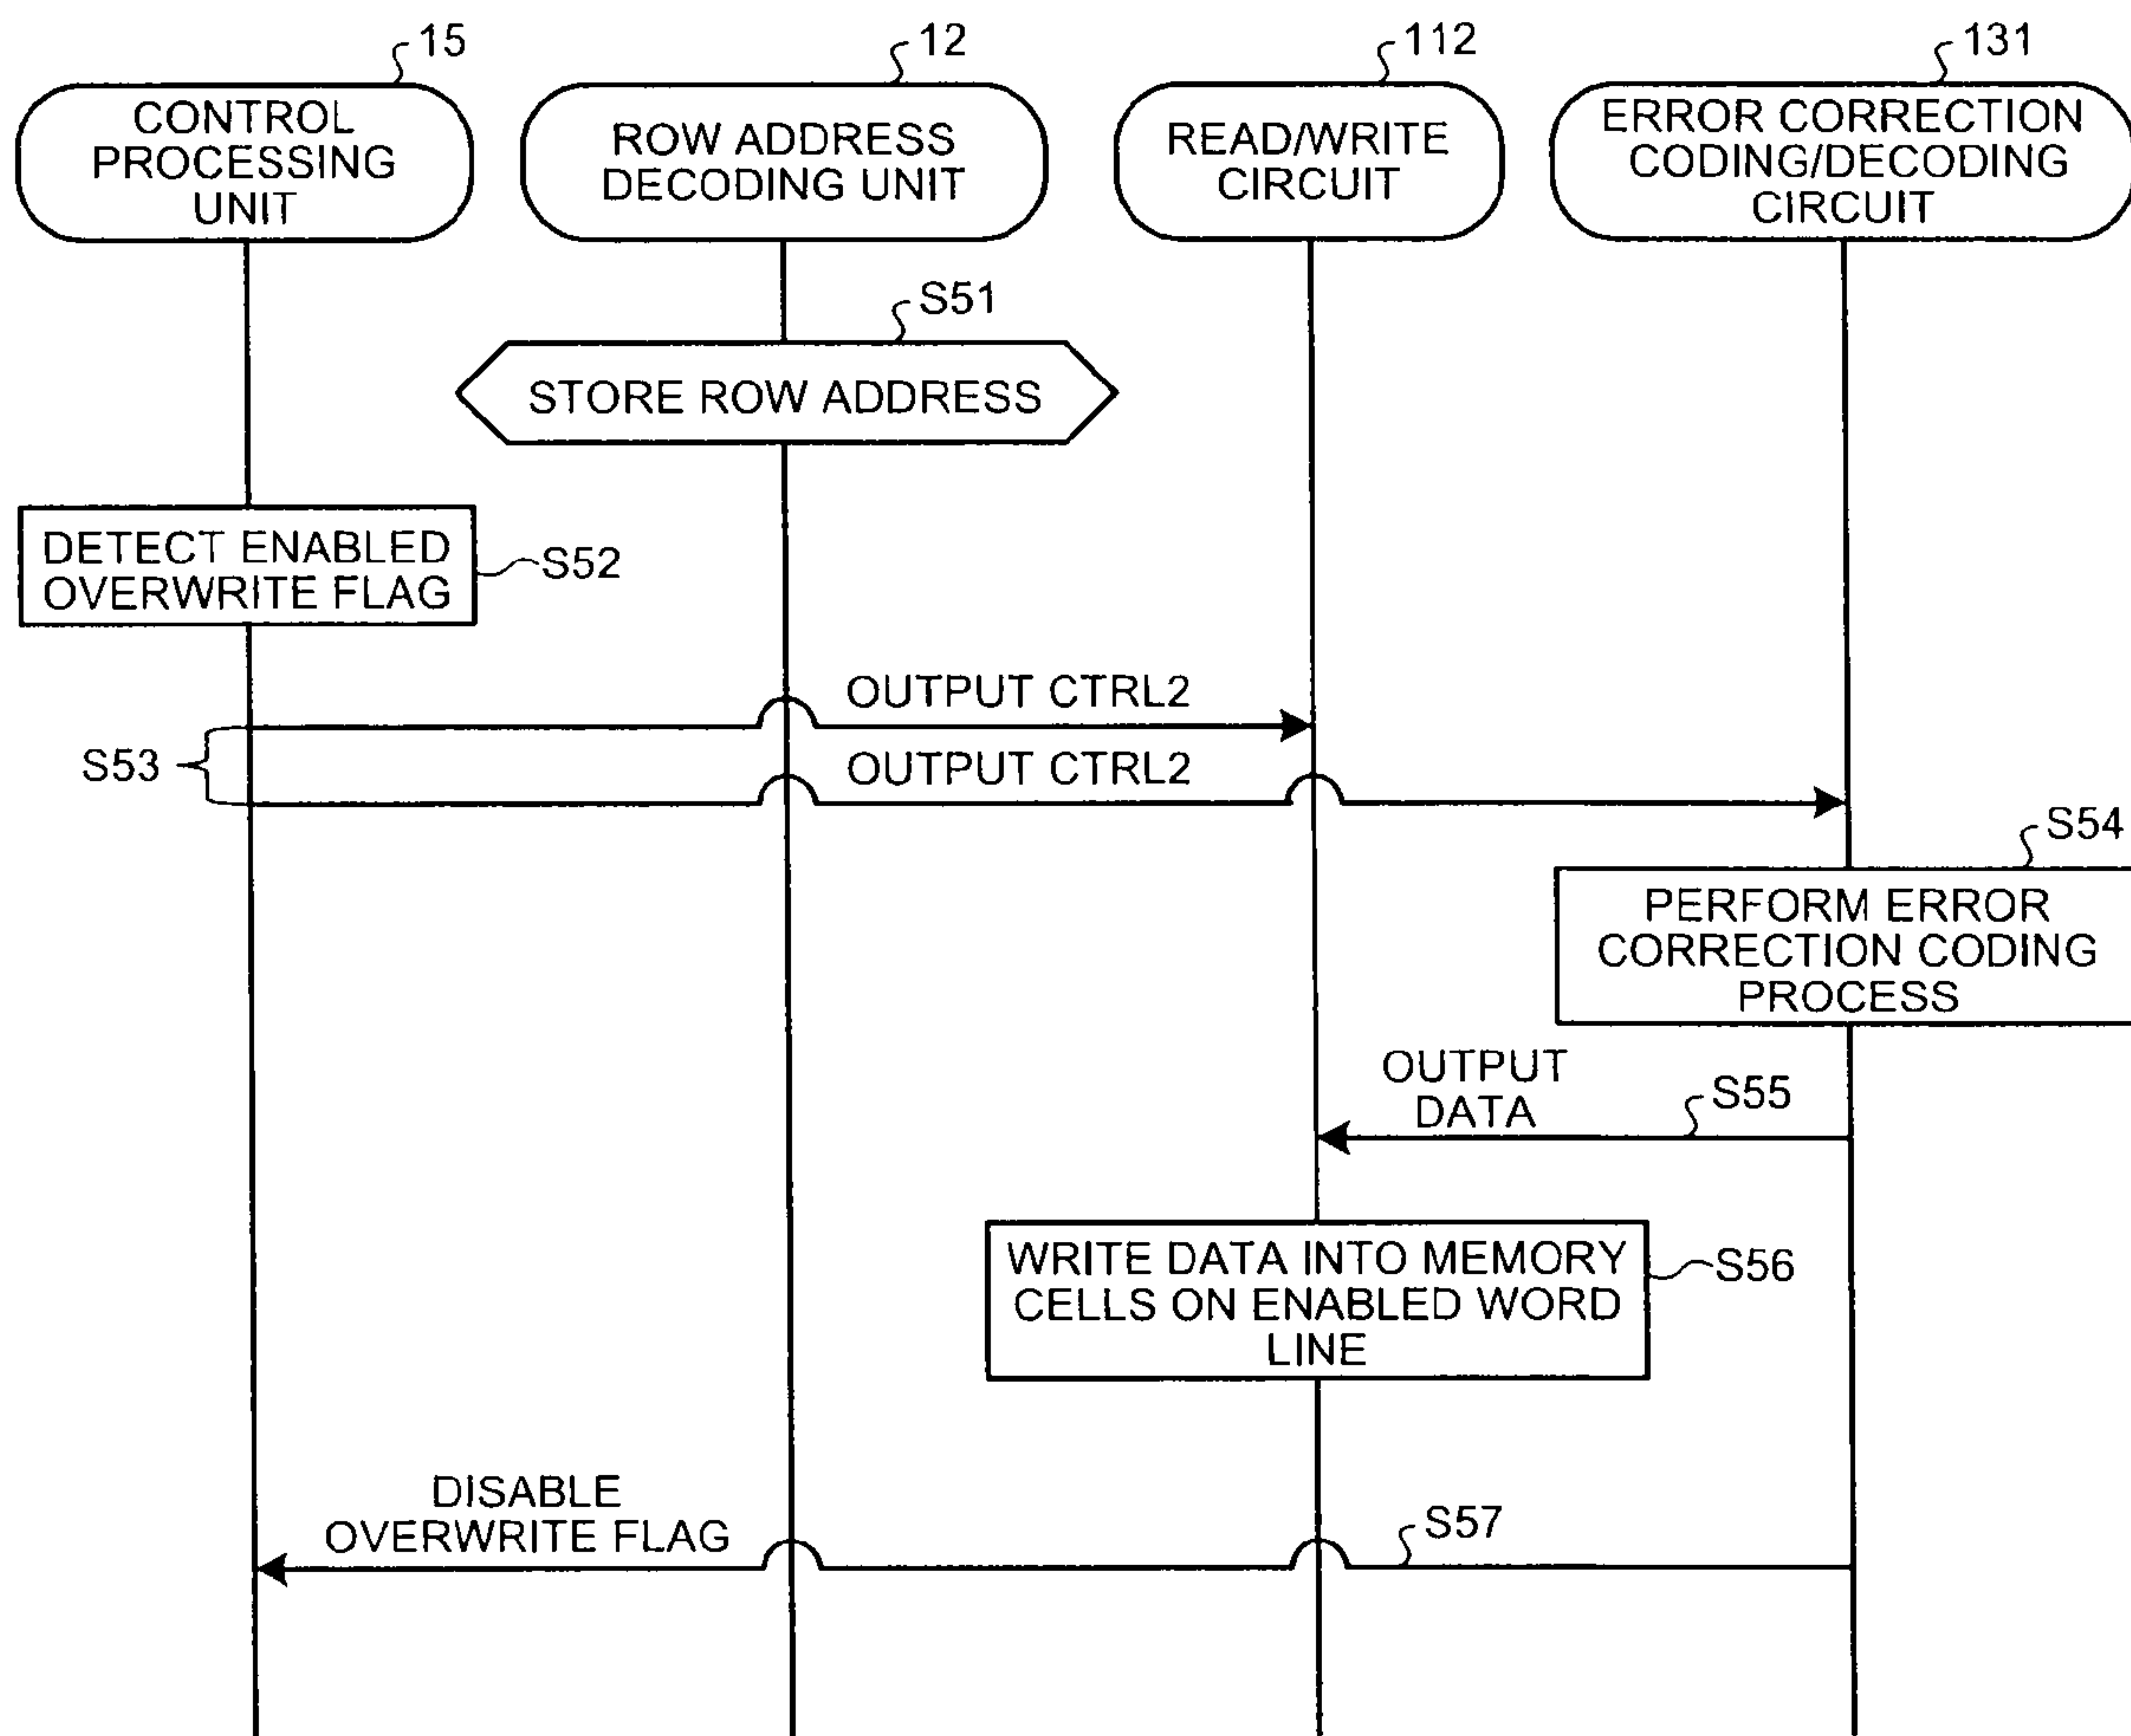 15
12
112
131
CONTROL
PROCESSING
UNIT
ROW ADDRESS
DECODING UNIT
READ/WRITE
CIRCUIT
ERROR CORRECTION
CODING/DECODING
CIRCUIT
S51
STORE ROW ADDRESS
DETECT ENABLED
OVERWRITE FLAG
S52
OUTPUT CTRL2
S53
OUTPUT CTRL2
S54
PERFORM ERROR
CORRECTION CODING
PROCESS
OUTPUT
DATA
S55
WRITE DATA INTO MEMORY
CELLS ON ENABLED WORD
LINE
S56
DISABLE
OVERWRITE FLAG
S57